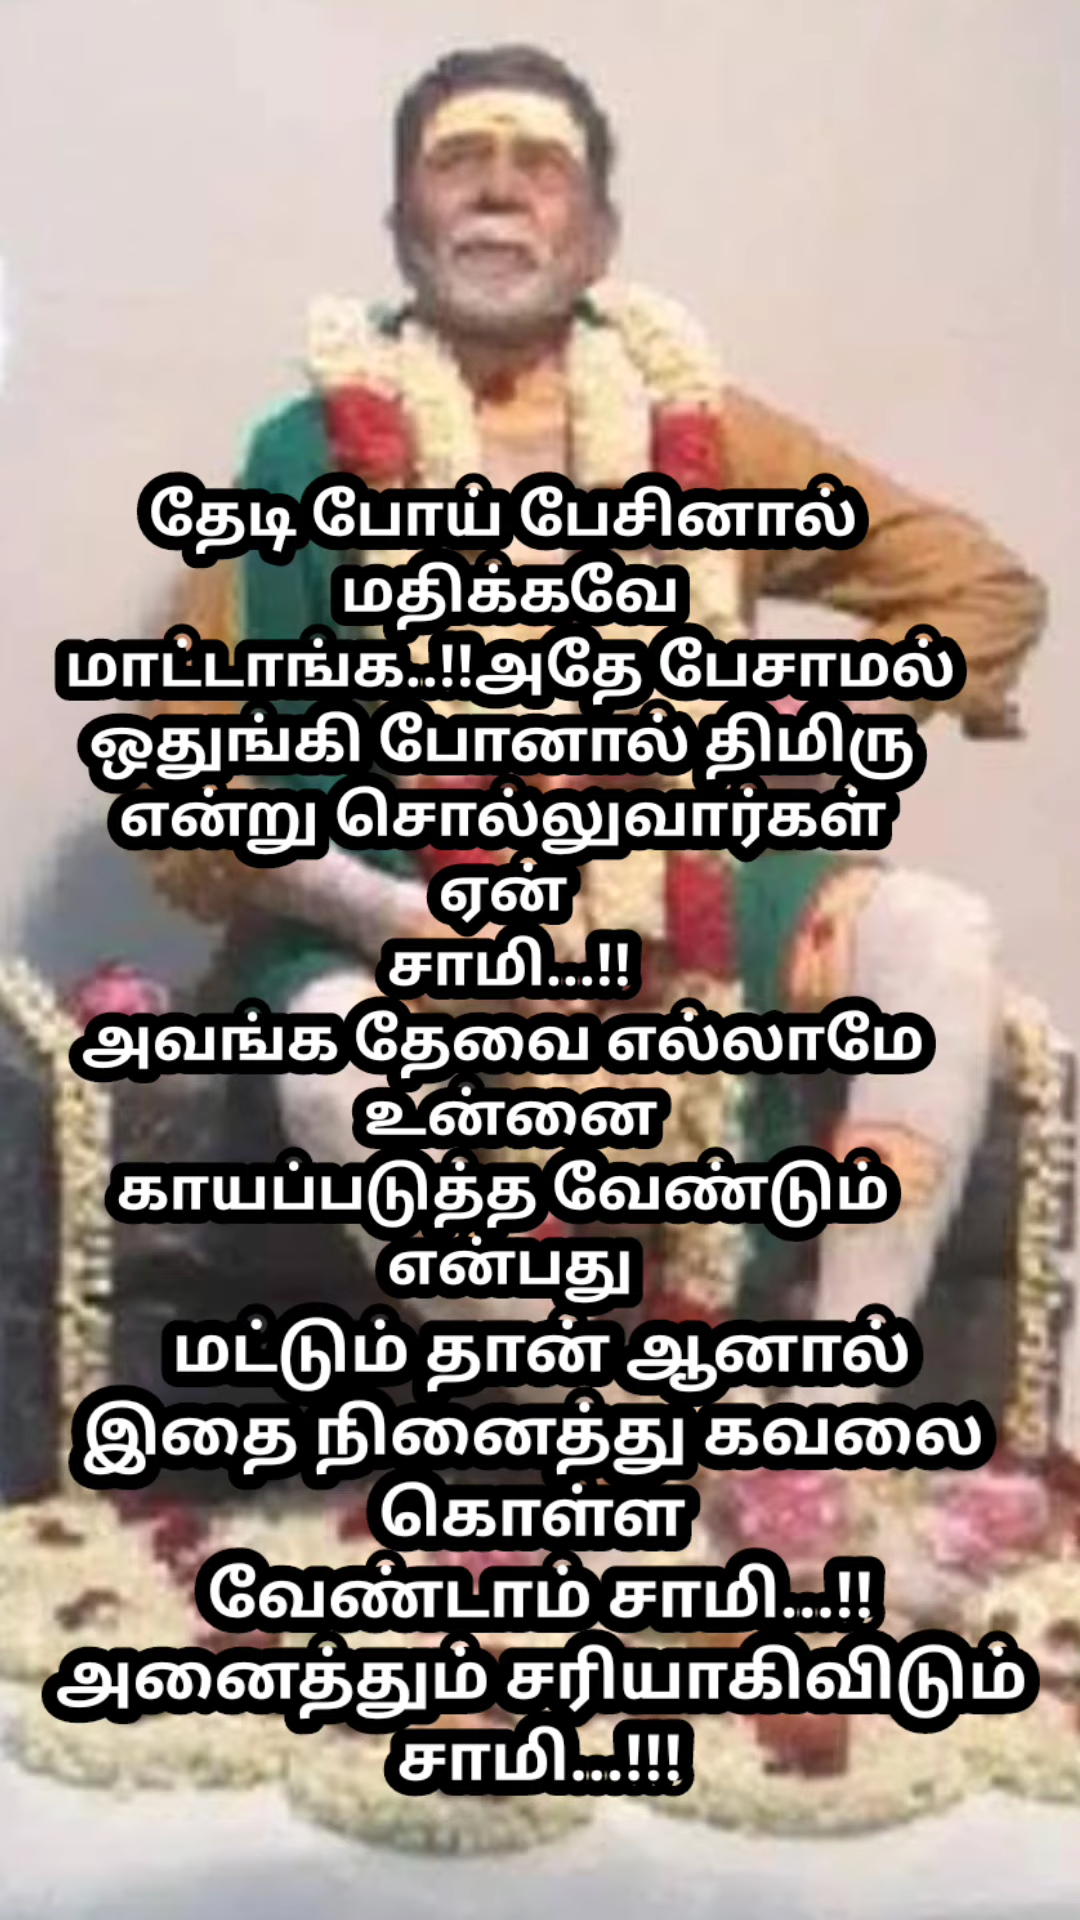 தேடி போய் பேசினால்
மதிக்கவே
மாட்டாங்க..!!அதே பேசாமல்
ஒதுங்கி போனால் திமிரு
என்று சொல்லுவார்கள்
ஏன்
சாமி...!!
அவங்க தேவை எல்லாமே
உன்னை
காயப்படுத்த வேண்டும்
என்பது
மட்டும் தான் ஆனால்
இதை நினைத்து கவலை
கொள்ள
வேண்டாம் சாமி...!!
அனைத்தும் சரியாகிவிடும்
சாமி...!!!